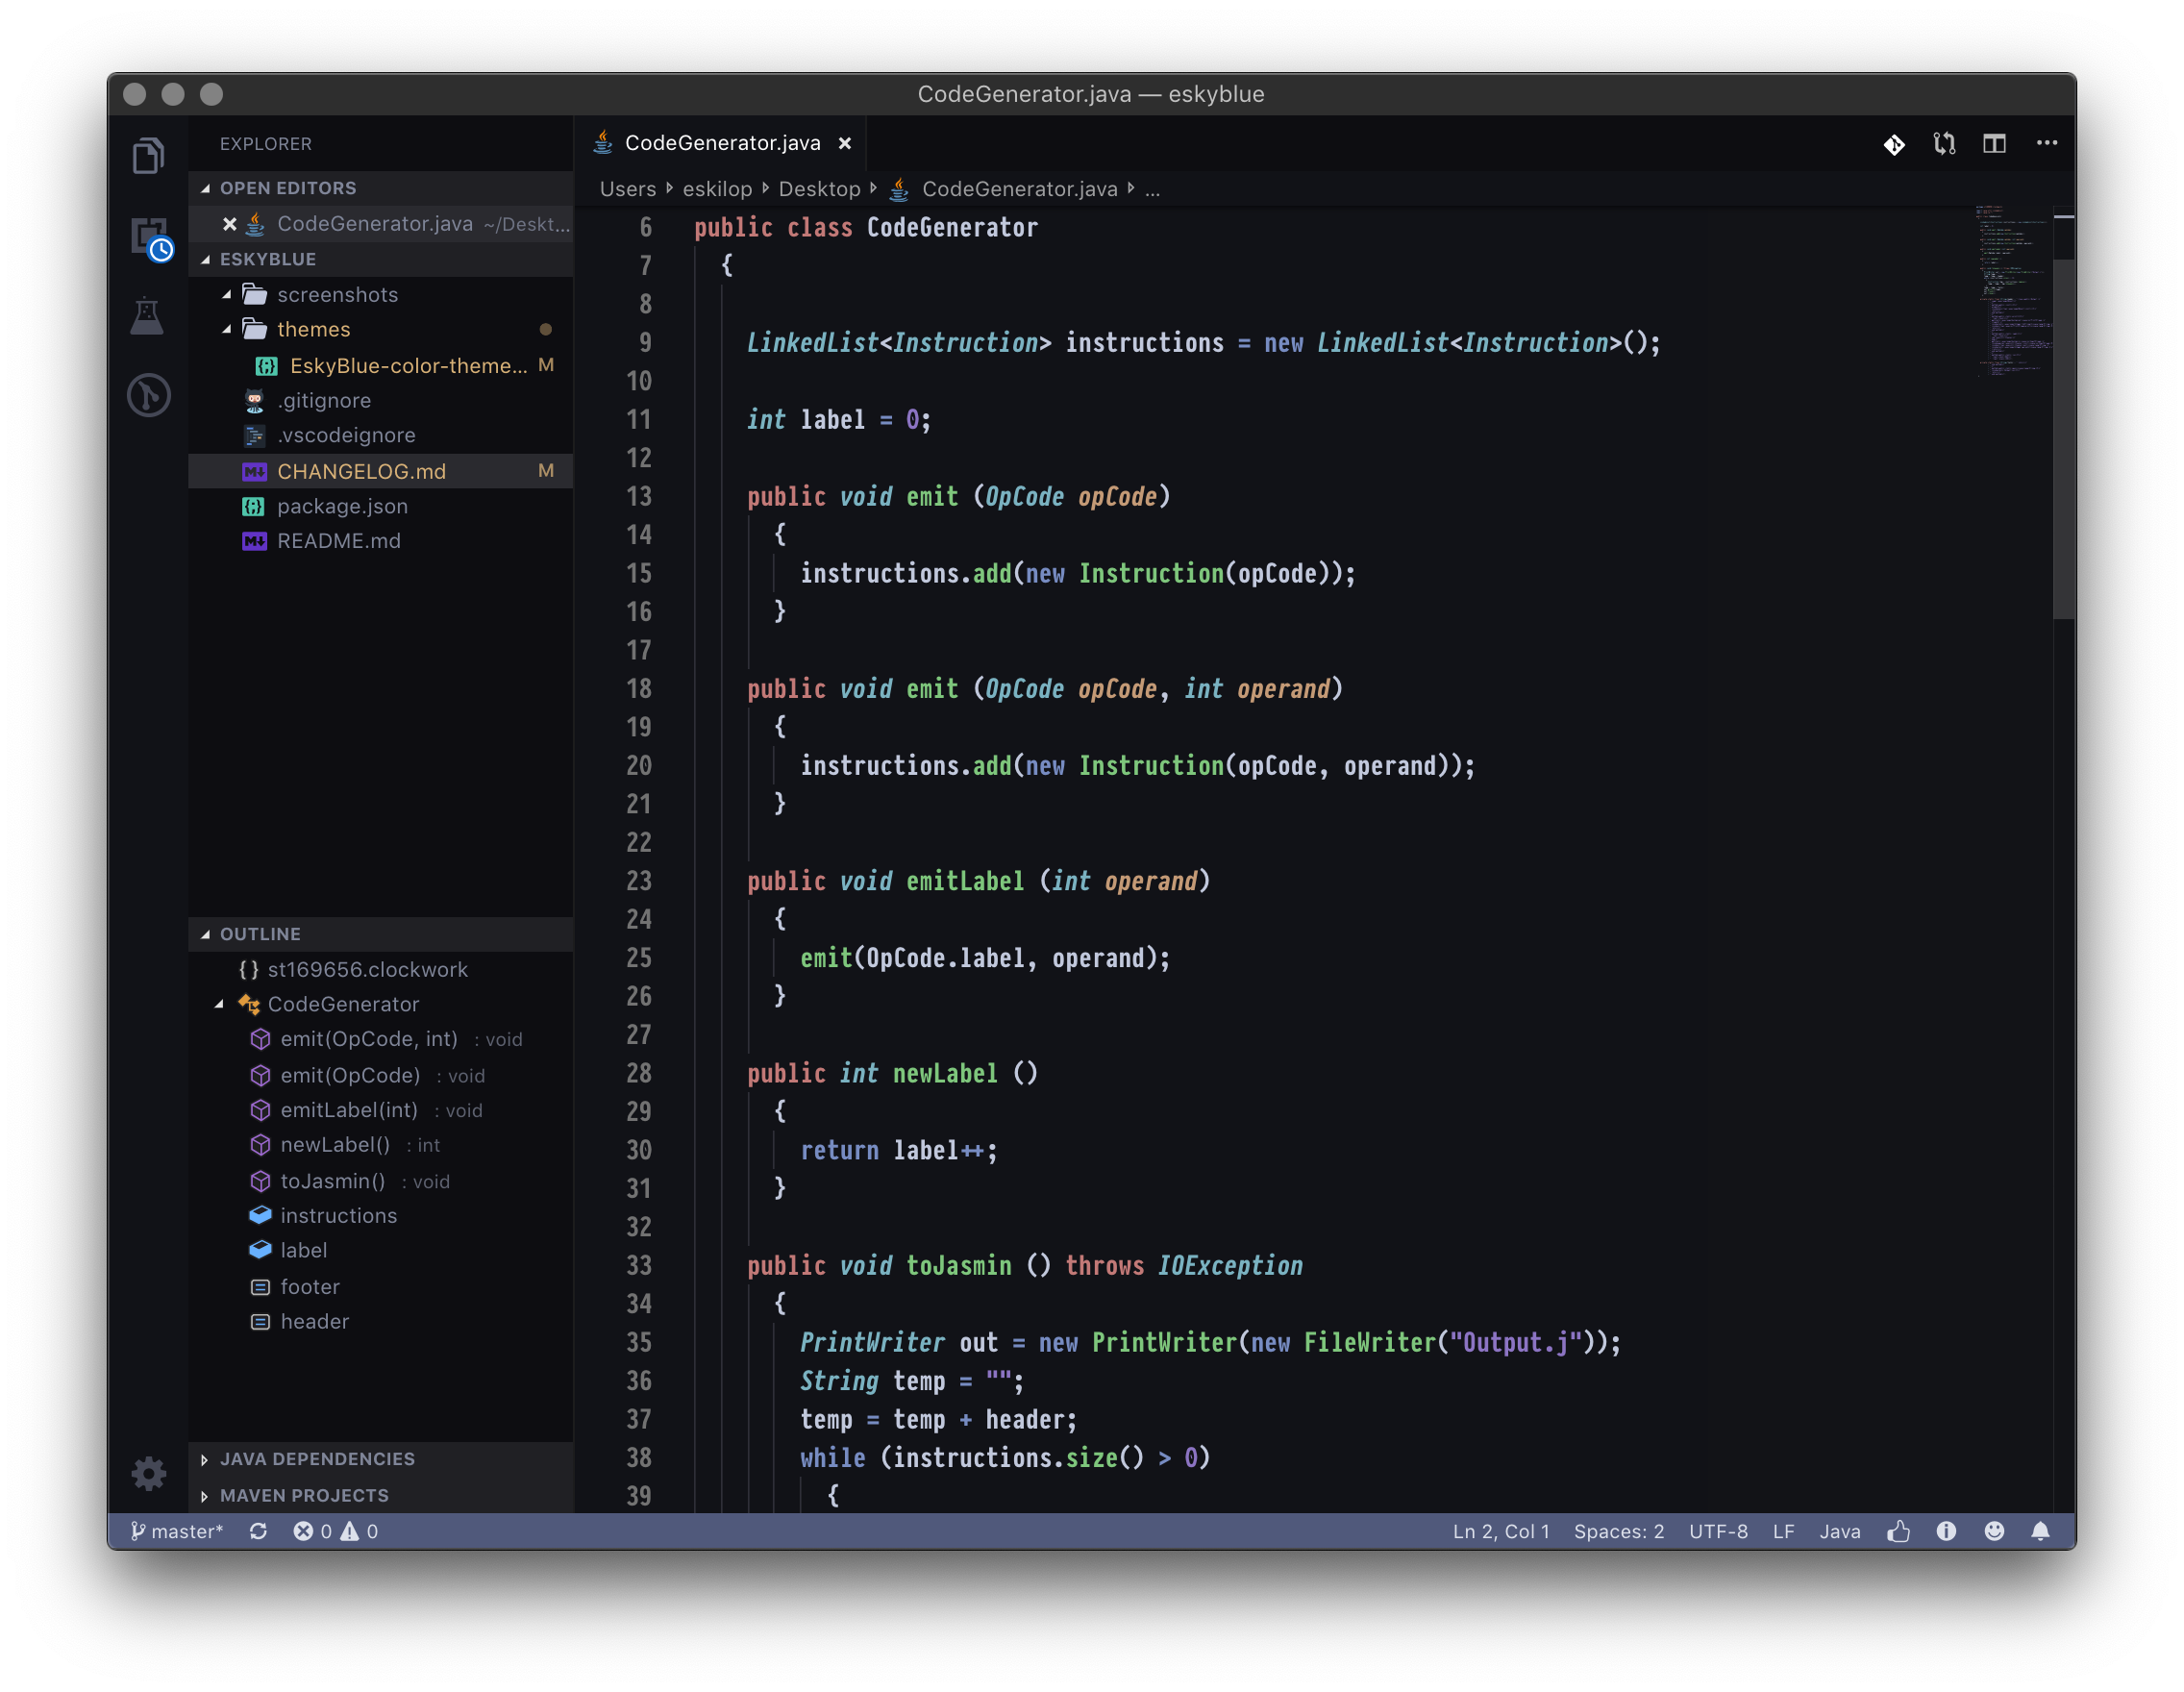 CodeGenerator.java — eskyblue
EXPLORER
OPEN EDITORS
CodeGenerator.java ~/Deskt...
ESKYBLUE
screenshots
themes
EskyBlue-color-theme... M
.gitignore
.vscodeignore
CHANGELOG.md M
package.json
README.md
OUTLINE
{} st169656.clockwork
CodeGenerator
emit(OpCode, int) : void
emit(OpCode) : void
emitLabel(int) : void
newLabel() : int
toJasmin() : void
instructions
label
footer
header
JAVA DEPENDENCIES
MAVEN PROJECTS
CodeGenerator.java
Users eskilop Desktop CodeGenerator.java ...
6 public class CodeGenerator
7 {
8
9 LinkedList<Instruction> instructions = new LinkedList<Instruction>();
10
11 int label = 0;
12
13 public void emit (OpCode opCode)
14 {
15 instructions.add(new Instruction(opCode));
16 }
17
18 public void emit (OpCode opCode, int operand)
19 {
20 instructions.add(new Instruction(opCode, operand));
21 }
22
23 public void emitLabel (int operand)
24 {
25 emit(OpCode.label, operand);
26 }
27
28 public int newLabel ()
29 {
30 return label++;
31 }
32
33 public void toJasmin () throws IOException
34 {
35 PrintWriter out = new PrintWriter(new FileWriter("Output.j"));
36 String temp = "";
37 temp = temp + header;
38 while (instructions.size() > 0)
39 {
master* 0 0 Ln 2, Col 1 Spaces: 2 UTF-8 LF Java